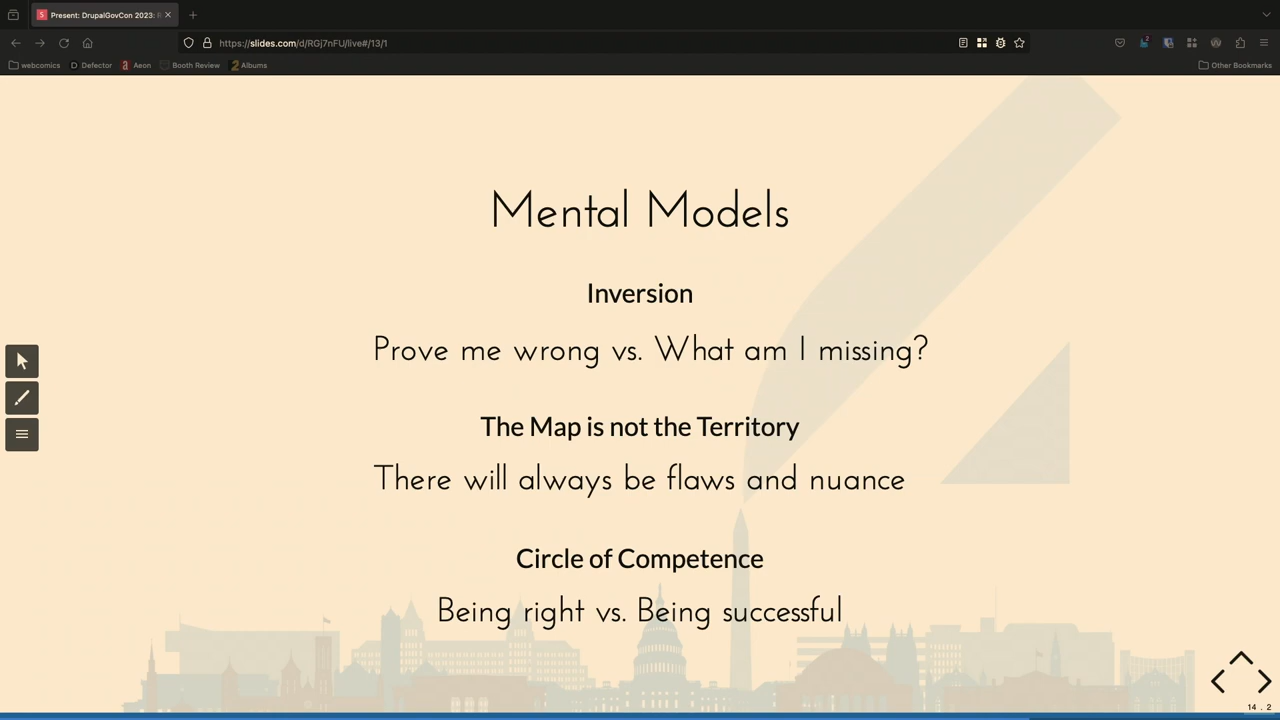 Present: DrupalGovCon 2023:
https://slides.com/d/RGj7nFU/live#/13/1
webcomics Defector Aeon Booth Review Albums Other Bookmarks
Mental Models
Inversion
Prove me wrong vs. What am I missing?
The Map is not the Territory
There will always be flaws and nuance
Circle of Competence
Being right vs. Being successful
14 . 2